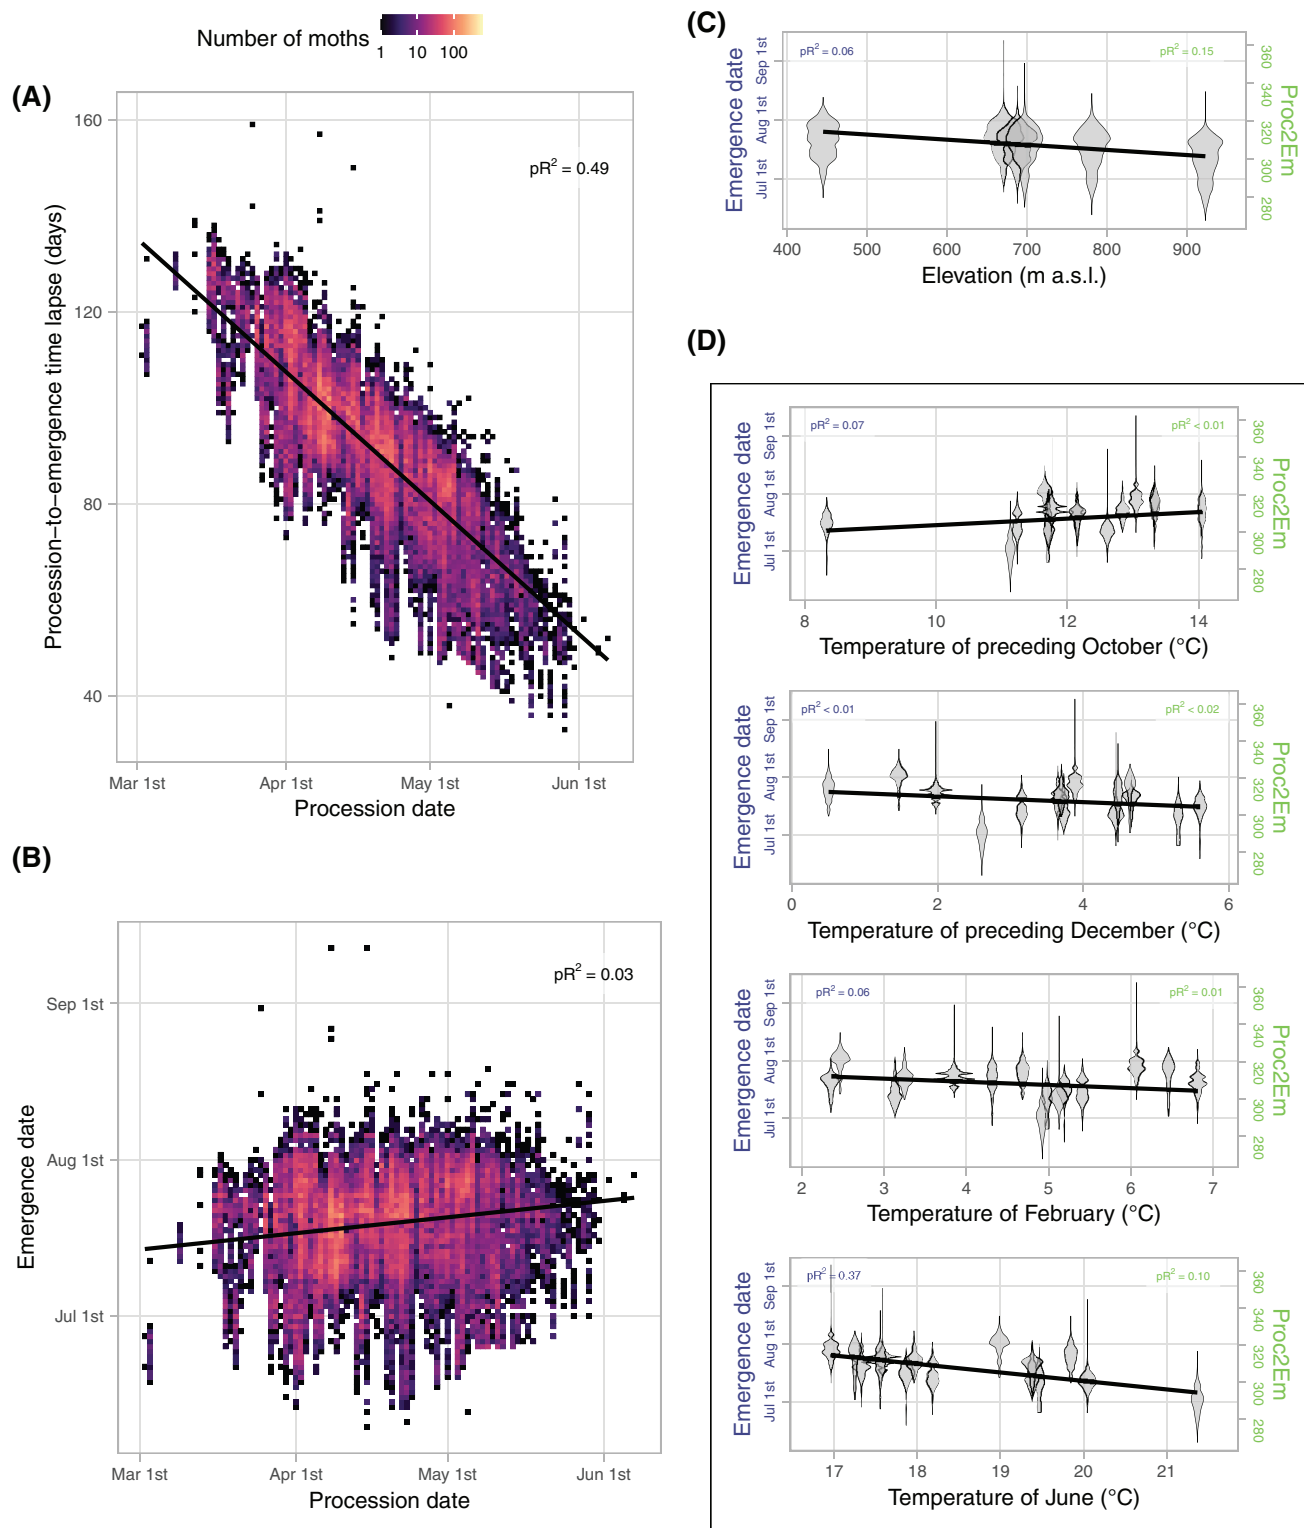 Number of moths
1 10 100
(A)
160
120
80
40
pR² = 0.49
Procession−to−emergence time lapse (days)
Mar 1st Apr 1st May 1st Jun 1st
Procession date
(B)
Sep 1st
Aug 1st
Jul 1st
pR² = 0.03
Emergence date
Mar 1st Apr 1st May 1st Jun 1st
Procession date
(C)
Emergence date
Jul 1st Aug 1st Sep 1st
pR² = 0.06
pR² = 0.15
280 300 320 340 360
Proc2Em
400 500 600 700 800 900
Elevation (m a.s.l.)
(D)
Emergence date
Jul 1st Aug 1st Sep 1st
pR² = 0.07
pR² < 0.01
280 300 320 340 360
Proc2Em
8 10 12 14
Temperature of preceding October (°C)
Emergence date
Jul 1st Aug 1st Sep 1st
pR² < 0.01
pR² < 0.02
280 300 320 340 360
Proc2Em
0 2 4 6
Temperature of preceding December (°C)
Emergence date
Jul 1st Aug 1st Sep 1st
pR² = 0.06
pR² = 0.01
280 300 320 340 360
Proc2Em
2 3 4 5 6 7
Temperature of February (°C)
Emergence date
Jul 1st Aug 1st Sep 1st
pR² = 0.37
pR² = 0.10
280 300 320 340 360
Proc2Em
17 18 19 20 21
Temperature of June (°C)